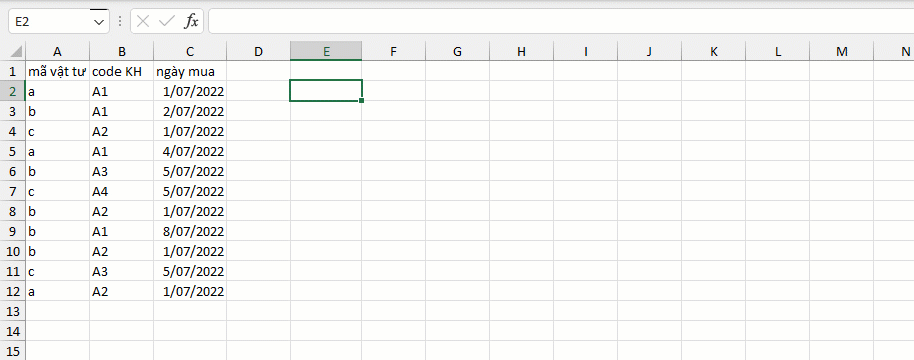 E2 fx
A B C D E F G H I J K L M N
1 mã vật tư code KH ngày mua
2 a A1 1/07/2022
3 b A1 2/07/2022
4 c A2 1/07/2022
5 a A1 4/07/2022
6 b A3 5/07/2022
7 c A4 5/07/2022
8 b A2 1/07/2022
9 b A1 8/07/2022
10 b A2 1/07/2022
11 c A3 5/07/2022
12 a A2 1/07/2022
13
14
15